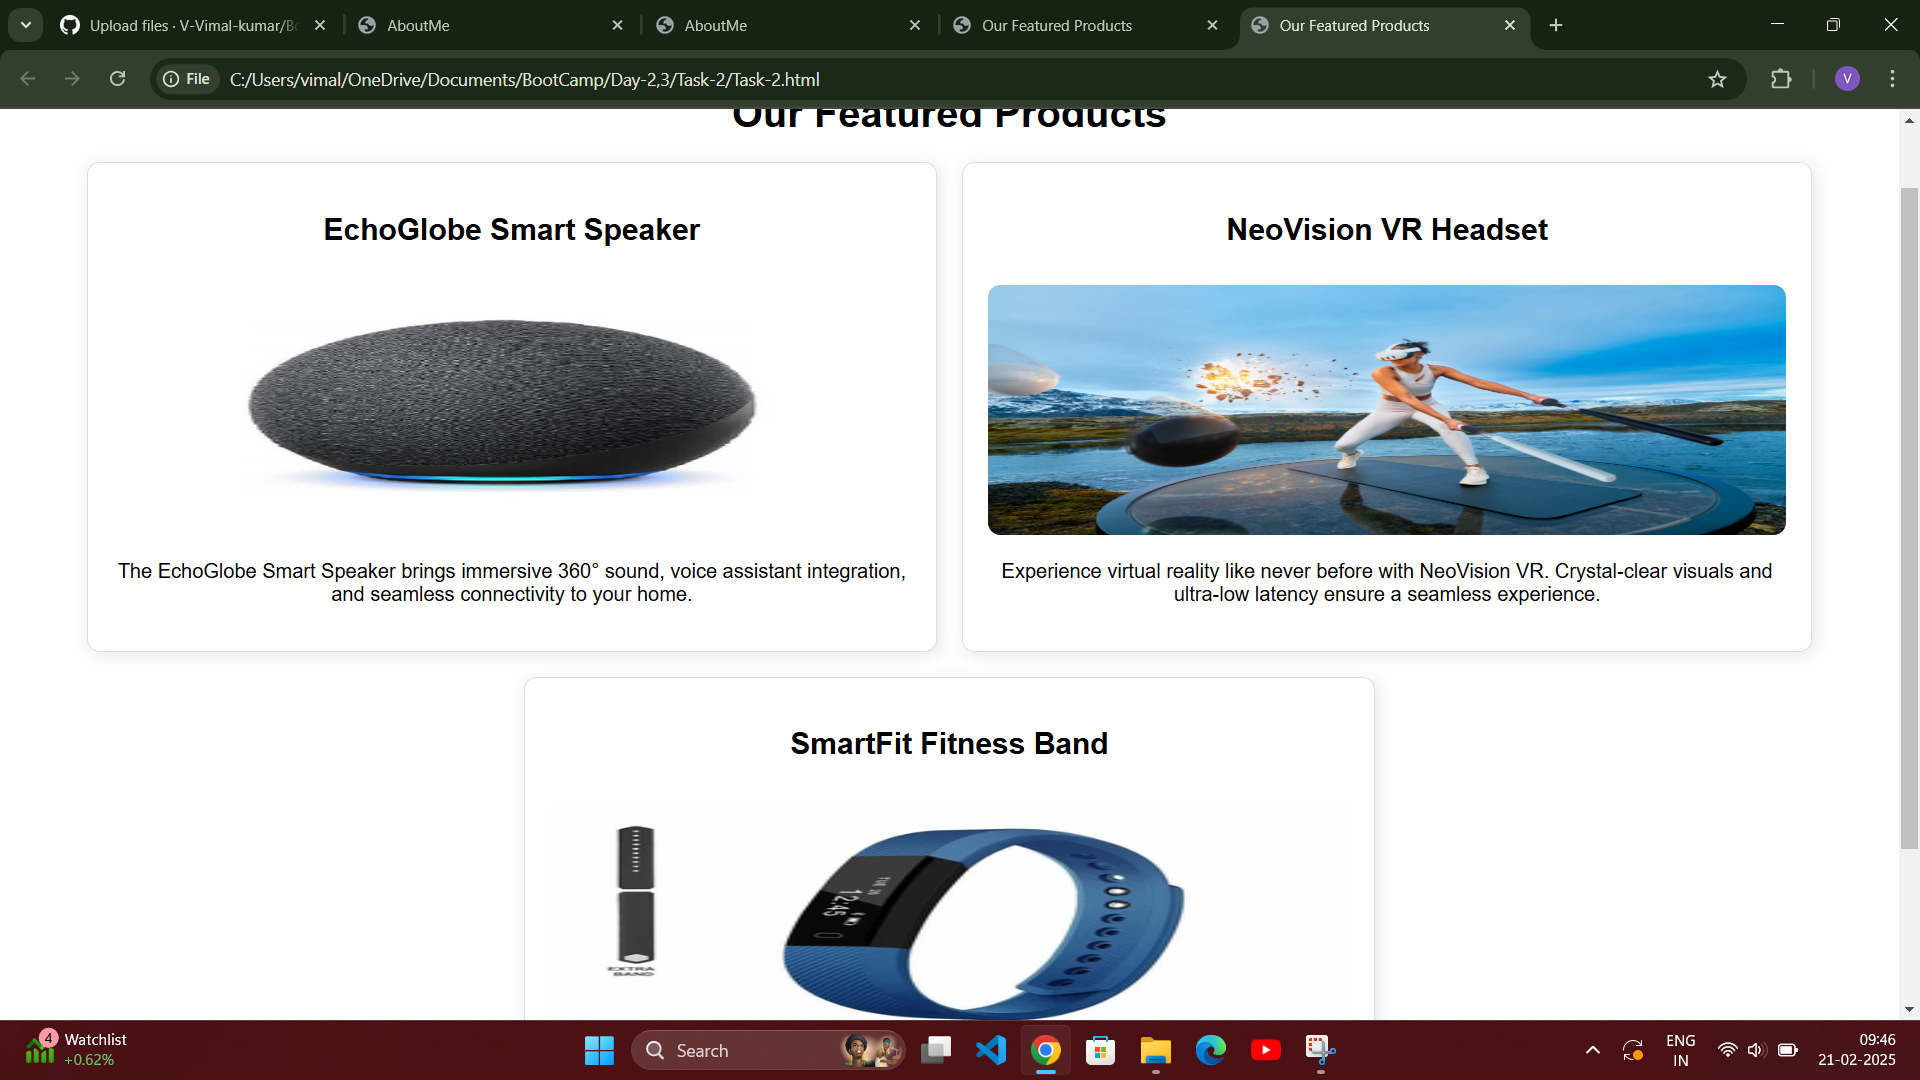 Upload files · V-Vimal-kumar/Bo
AboutMe
AboutMe
Our Featured Products
Our Featured Products
File
C:/Users/vimal/OneDrive/Documents/BootCamp/Day-2,3/Task-2/Task-2.html
V
Our Featured Products
EchoGlobe Smart Speaker
NeoVision VR Headset
The EchoGlobe Smart Speaker brings immersive 360° sound, voice assistant integration,
and seamless connectivity to your home.
Experience virtual reality like never before with NeoVision VR. Crystal-clear visuals and
ultra-low latency ensure a seamless experience.
SmartFit Fitness Band
TUE 26
12:45
EXTRA
BAND
4
Watchlist
+0.62%
Search
ENG
IN
09:46
21-02-2025